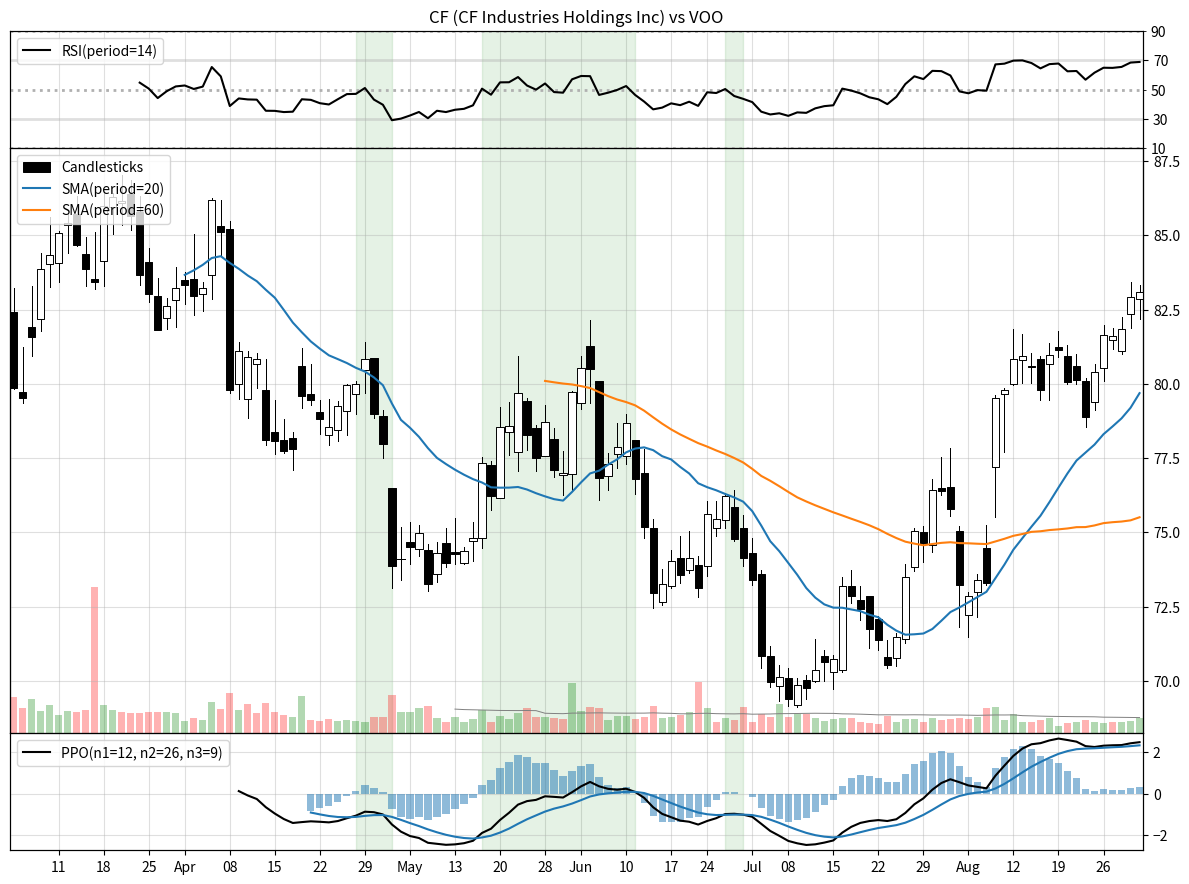 CF (CF Industries Holdings Inc) vs VOO
RSI(period=14)
90
70
50
30
10
Candlesticks
SMA(period=20)
SMA(period=60)
87.5
85.0
82.5
80.0
77.5
75.0
72.5
70.0
PPO(n1=12, n2=26, n3=9)
2
0
−2
11 18 25 Apr 08 15 22 29 May 13 20 28 Jun 10 17 24 Jul 08 15 22 29 Aug 12 19 26